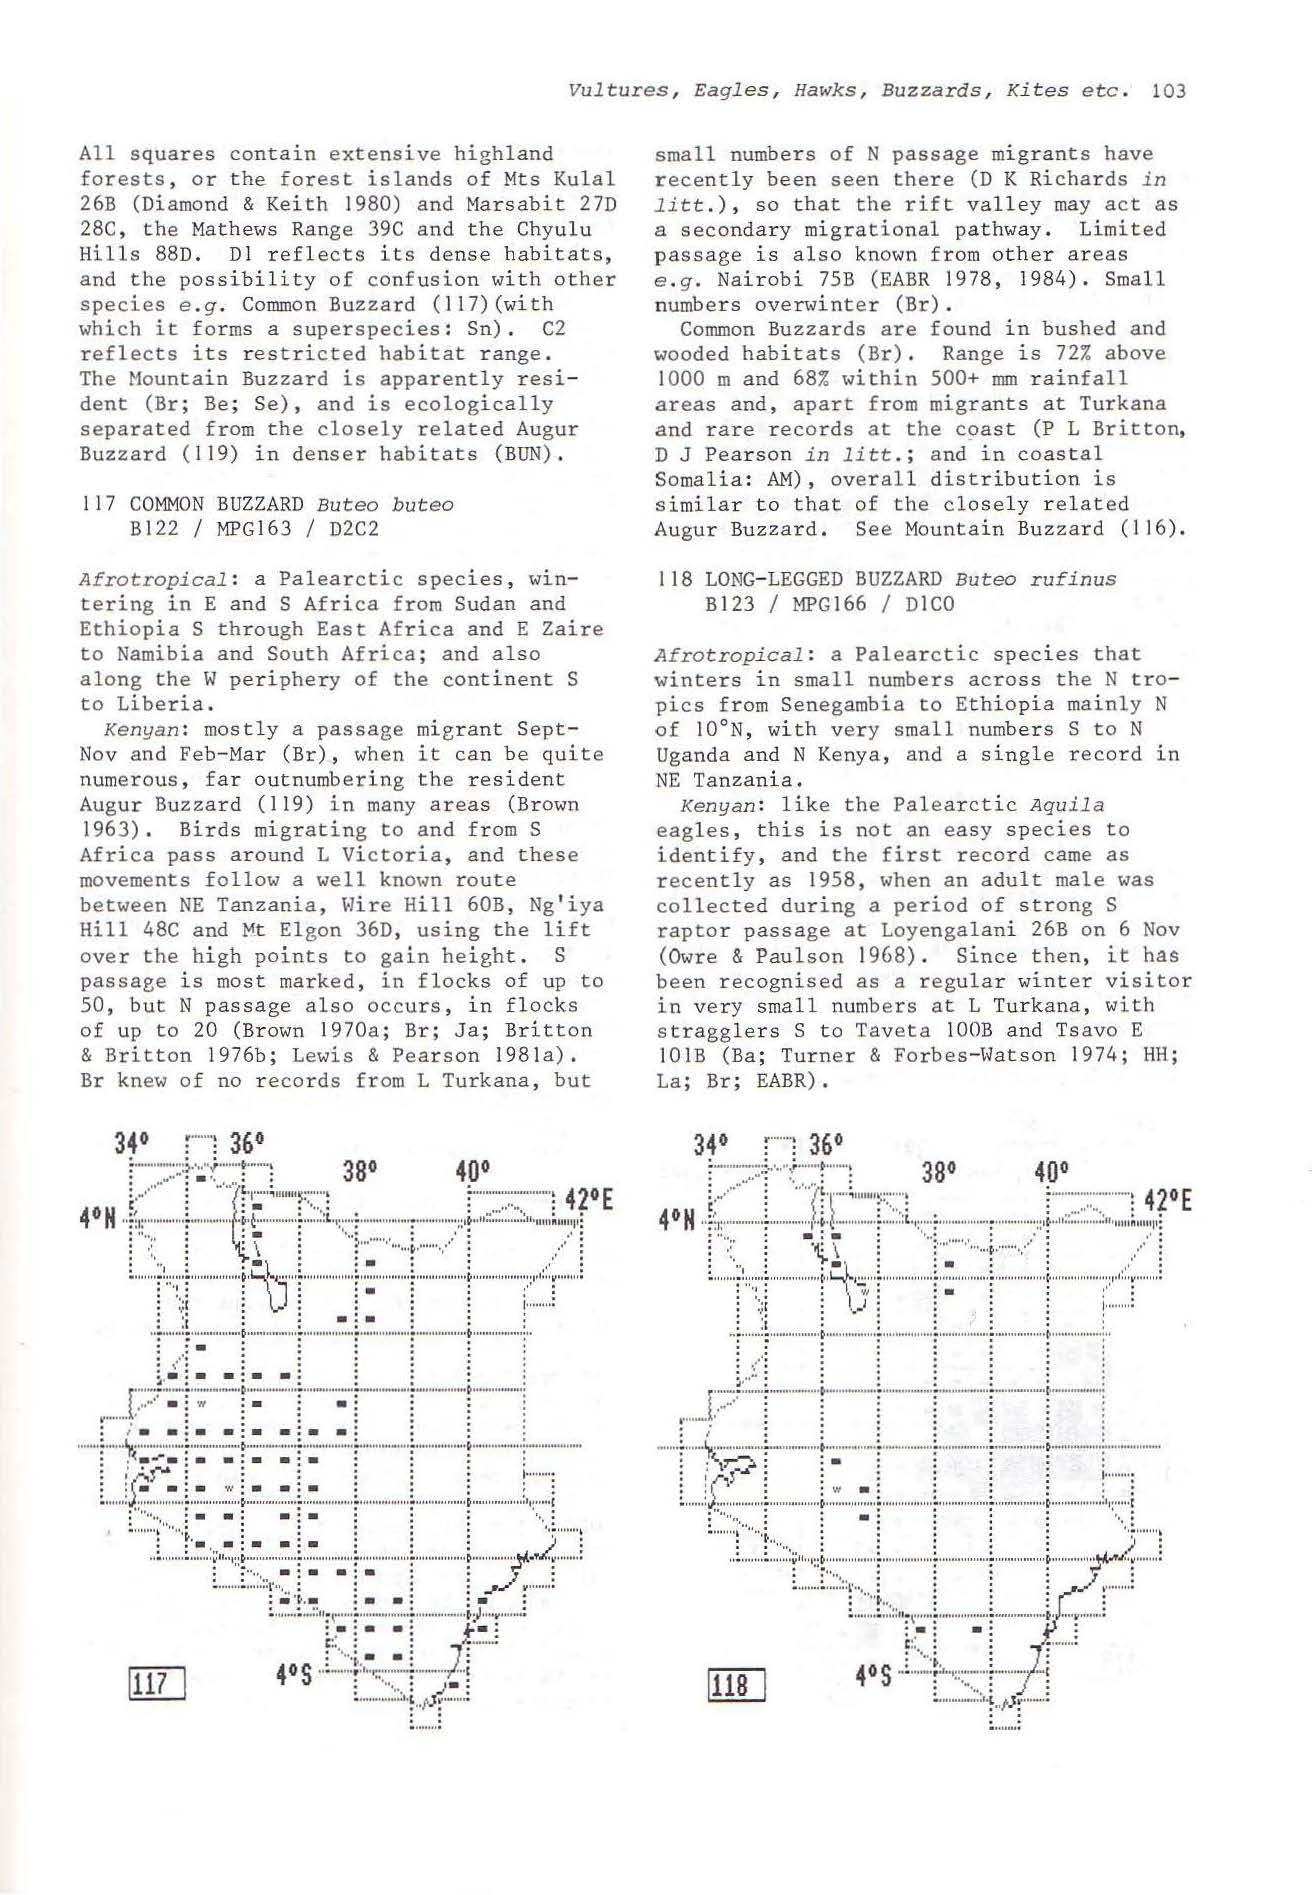 Vultures, Eagles, Hawks, Buzzards, Kites etc. 103
All squares contain extensive highland
forests, or the forest islands of Mts Kulal
26B (Diamond & Keith 1980) and Marsabit 27D
28C, the Mathews Range 39C and the Chyulu
Hills 88D. D1 reflects its dense habitats,
and the possibility of confusion with other
species e.g. Common Buzzard (117)(with
which it forms a superspecies: Sn). C2
reflects its restricted habitat range.
The Mountain Buzzard is apparently resi-
dent (Br; Be; Se), and is ecologically
separated from the closely related Augur
Buzzard (119) in denser habitats (BUN).
117 COMMON BUZZARD Buteo buteo
B122 / MPG163 / D2C2
Afrotropical: a Palearctic species, win-
tering in E and S Africa from Sudan and
Ethiopia S through East Africa and E Zaire
to Namibia and South Africa; and also
along the W periphery of the continent S
to Liberia.
Kenyan: mostly a passage migrant Sept-
Nov and Feb-Mar (Br), when it can be quite
numerous, far outnumbering the resident
Augur Buzzard (119) in many areas (Brown
1963). Birds migrating to and from S
Africa pass around L Victoria, and these
movements follow a well known route
between NE Tanzania, Wire Hill 60B, Ng'iya
Hill 48C and Mt Elgon 36D, using the lift
over the high points to gain height. S
passage is most marked, in flocks of up to
50, but N passage also occurs, in flocks
of up to 20 (Brown 1970a; Br; Ja; Britton
& Britton 1976b; Lewis & Pearson 1981a).
Br knew of no records from L Turkana, but
small numbers of N passage migrants have
recently been seen there (D K Richards in
litt.), so that the rift valley may act as
a secondary migrational pathway. Limited
passage is also known from other areas
e.g. Nairobi 75B (EABR 1978, 1984). Small
numbers overwinter (Br).
Common Buzzards are found in bushed and
wooded habitats (Br). Range is 72% above
1000 m and 68% within 500+ mm rainfall
areas and, apart from migrants at Turkana
and rare records at the coast (P L Britton,
D J Pearson in litt.; and in coastal
Somalia: AM), overall distribution is
similar to that of the closely related
Augur Buzzard. See Mountain Buzzard (116).
118 LONG-LEGGED BUZZARD Buteo rufinus
B123 / MPG166 / D1C0
Afrotropical: a Palearctic species that
winters in small numbers across the N tro-
pics from Senegambia to Ethiopia mainly N
of 10°N, with very small numbers S to N
Uganda and N Kenya, and a single record in
NE Tanzania.
Kenyan: like the Palearctic Aquila
eagles, this is not an easy species to
identify, and the first record came as
recently as 1958, when an adult male was
collected during a period of strong S
raptor passage at Loyengalani 26B on 6 Nov
(Owre & Paulson 1968). Since then, it has
been recognised as a regular winter visitor
in very small numbers at L Turkana, with
stragglers S to Taveta 100B and Tsavo E
101B (Ba; Turner & Forbes-Watson 1974; HH;
La; Br; EABR).
34° 36°
38° 40°
42°E
4°N
w
w
4°S
117
34° 36°
38° 40°
42°E
4°N
w
w
4°S
118